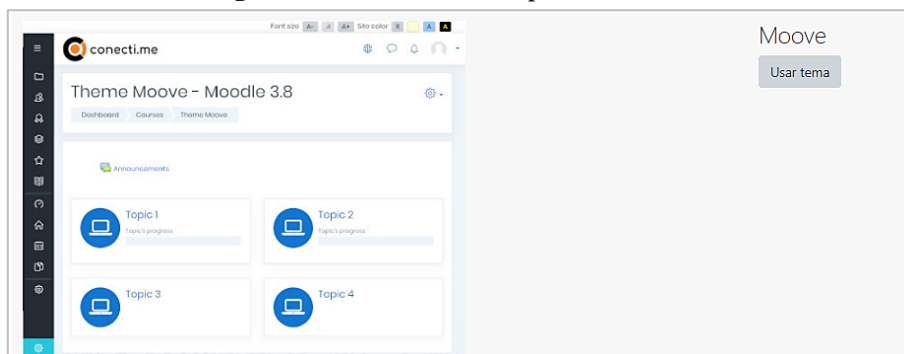 Font size A- A A+ Site color R A A
conecti.me
Moove
Usar tema
Theme Moove - Moodle 3.8
Dashboard Courses Theme Moove
Announcements
Topic 1
Topic's progress
Topic 2
Topic's progress
Topic 3
Topic 4